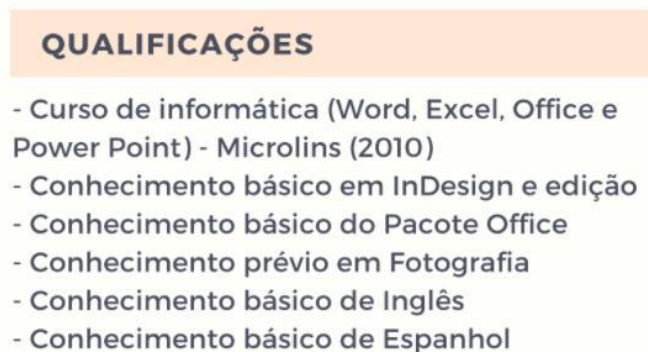 QUALIFICAÇÕES
- Curso de informática (Word, Excel, Office e
Power Point) - Microlins (2010)
- Conhecimento básico em InDesign e edição
- Conhecimento básico do Pacote Office
- Conhecimento prévio em Fotografia
- Conhecimento básico de Inglês
- Conhecimento básico de Espanhol